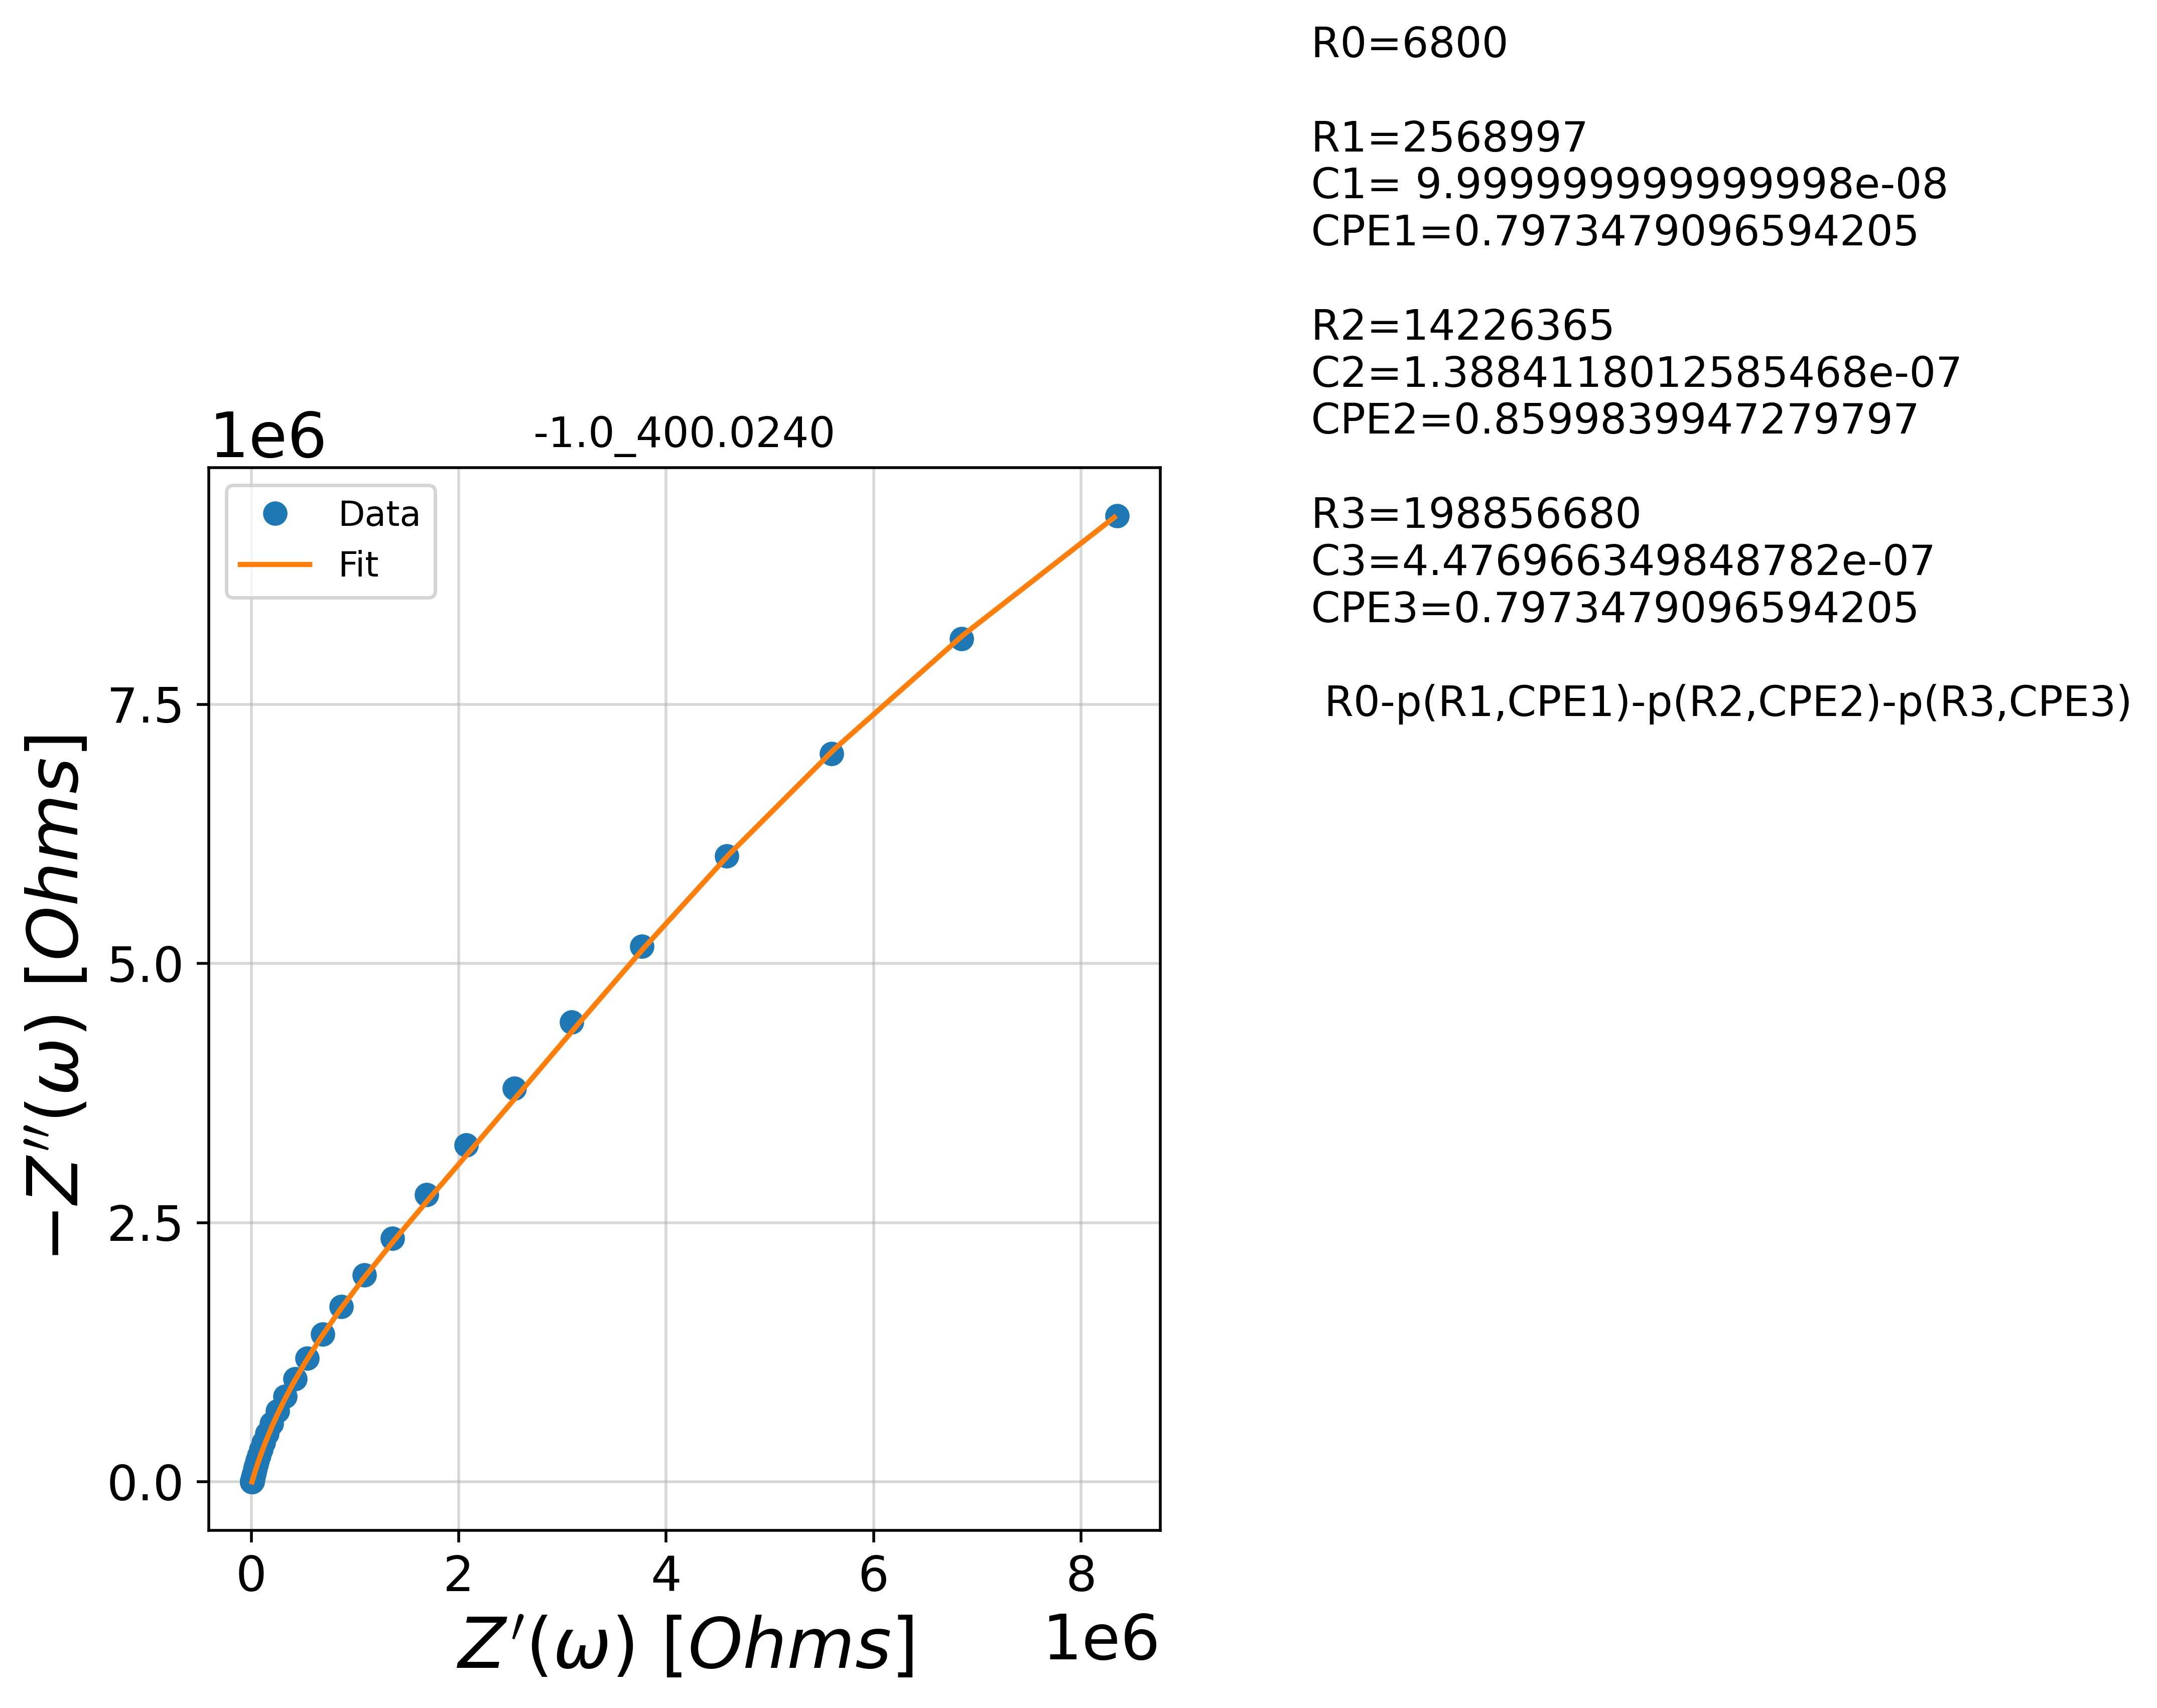 R0=6800
R1=2568997
C1= 9.999999999999998e-08
CPE1=0.7973479096594205
R2=14226365
C2=1.3884118012585468e-07
CPE2=0.8599839947279797
R3=198856680
C3=4.476966349848782e-07
CPE3=0.7973479096594205
R0-p(R1,CPE1)-p(R2,CPE2)-p(R3,CPE3)
1e6
-1.0_400.0240
Data
Fit
7.5
5.0
2.5
0.0
−Z′′(ω) [Ohms]
0 2 4 6 8
Z′(ω) [Ohms]
1e6